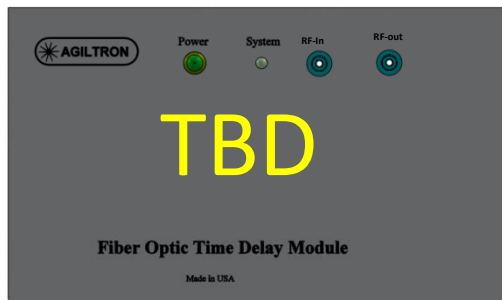 AGILTRON
Power System RF-In RF-out
TBD
Fiber Optic Time Delay Module
Made in USA